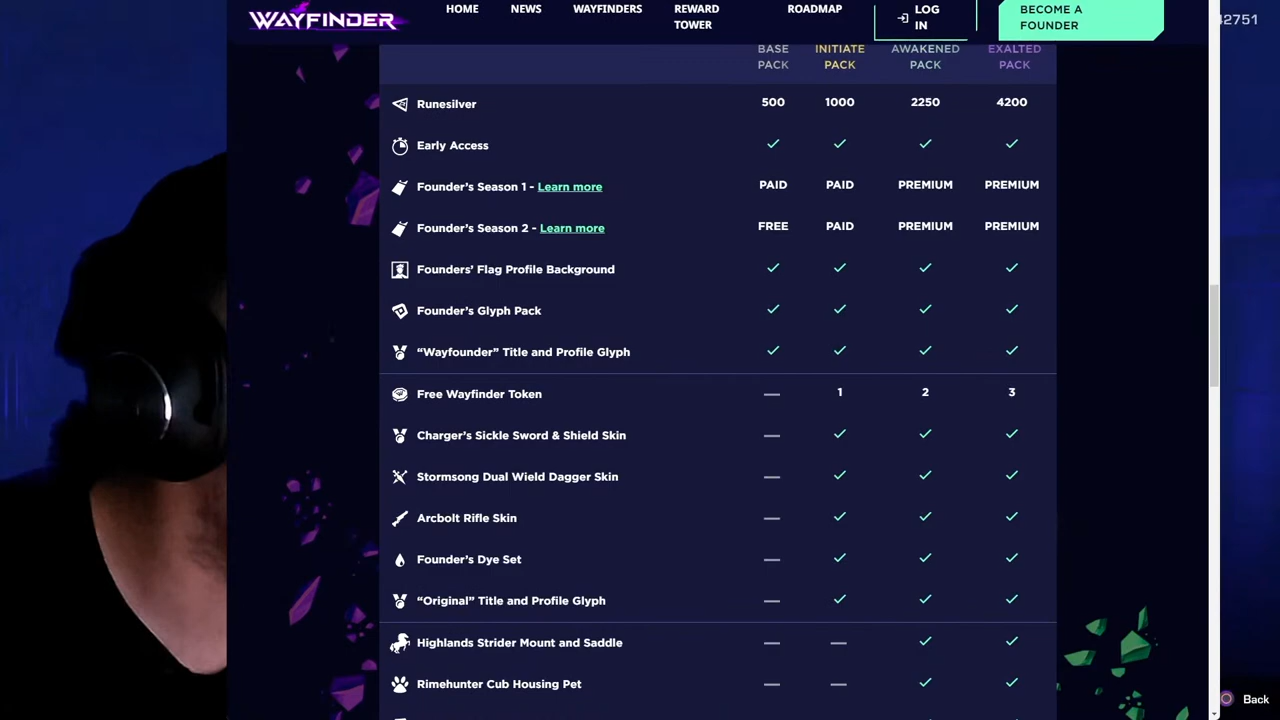 WAYFINDER
HOME
NEWS
WAYFINDERS
REWARD
TOWER
ROADMAP
LOG
IN
BECOME A
FOUNDER
2751
BASE
PACK
INITIATE
PACK
AWAKENED
PACK
EXALTED
PACK
Runesilver 500 1000 2250 4200
Early Access
Founder's Season 1 - Learn more PAID PAID PREMIUM PREMIUM
Founder's Season 2 - Learn more FREE PAID PREMIUM PREMIUM
Founders' Flag Profile Background
Founder's Glyph Pack
“Wayfounder” Title and Profile Glyph
Free Wayfinder Token — 1 2 3
Charger's Sickle Sword & Shield Skin —
Stormsong Dual Wield Dagger Skin —
Arcbolt Rifle Skin —
Founder's Dye Set —
“Original” Title and Profile Glyph —
Highlands Strider Mount and Saddle — —
Rimehunter Cub Housing Pet — —
Back